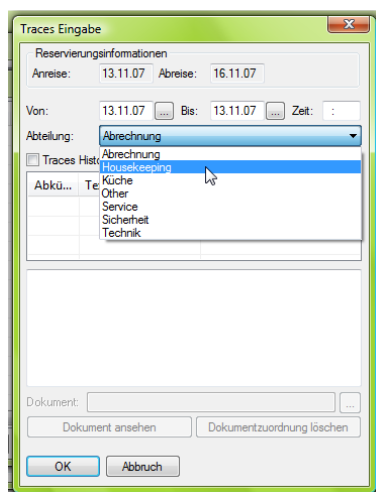 Traces Eingabe
Reservierungsinformationen
Anreise: 13.11.07 Abreise: 16.11.07
Von: 13.11.07 ... Bis: 13.11.07 ... Zeit: :
Abteilung: Abrechnung
Traces Histo
Abrechnung
Housekeeping
Küche
Other
Service
Sicherheit
Technik
Abkü... Te
Dokument: ...
Dokument ansehen Dokumentzuordnung löschen
OK Abbruch